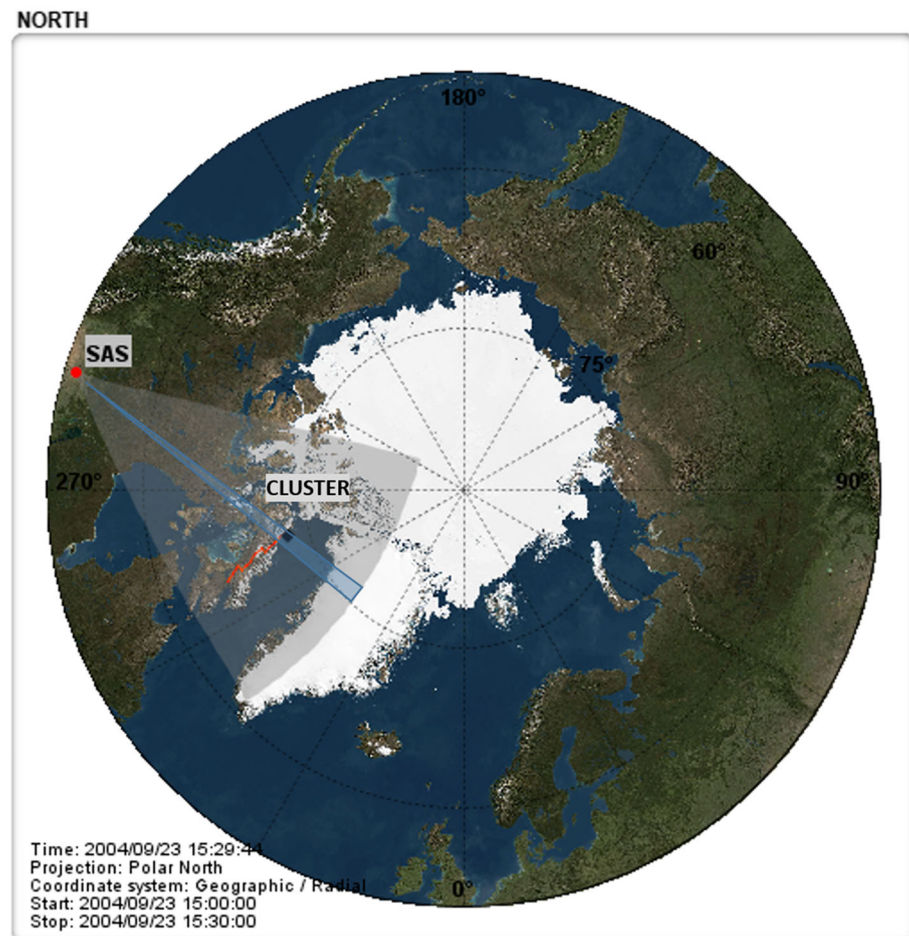 NORTH
180°
60°
SAS
75°
270°
CLUSTER
90°
0°
Time: 2004/09/23 15:29:44
Projection: Polar North
Coordinate system: Geographic / Radial
Start: 2004/09/23 15:00:00
Stop: 2004/09/23 15:30:00